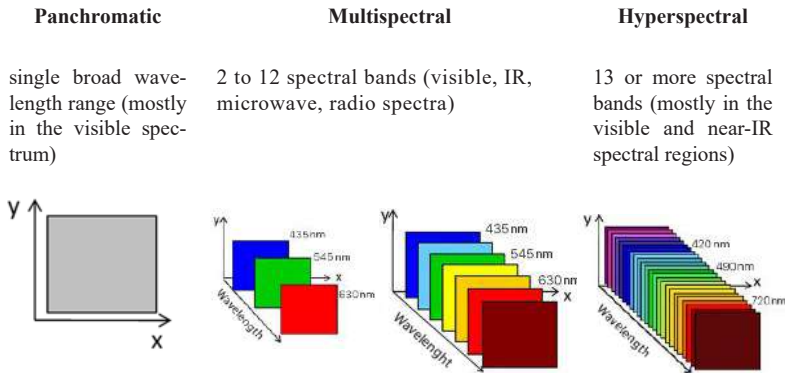 Panchromatic
Multispectral
Hyperspectral
single broad wave-
length range (mostly
in the visible spec-
trum)
2 to 12 spectral bands (visible, IR,
microwave, radio spectra)
13 or more spectral
bands (mostly in the
visible and near-IR
spectral regions)
y
x
y
435nm
545nm
x
630nm
Wavelength
y
435nm
545nm
630nm
x
Wavelenght
y
420nm
490nm
x
720nm
Wavelength